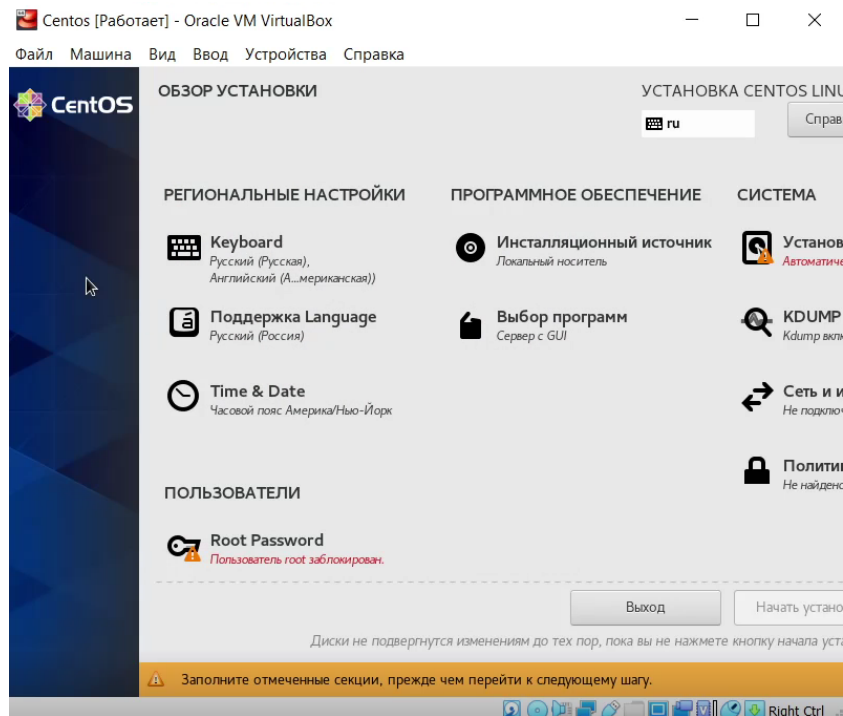 Centos [Работает] - Oracle VM VirtualBox
Файл Машина Вид Ввод Устройства Справка
CentOS
ОБЗОР УСТАНОВКИ
УСТАНОВКА CENTOS LINU
ru
Справ
РЕГИОНАЛЬНЫЕ НАСТРОЙКИ
Keyboard
Русский (Русская),
Английский (А...мериканская))
Поддержка Language
Русский (Россия)
Time & Date
Часовой пояс Америка/Нью-Йорк
ПРОГРАММНОЕ ОБЕСПЕЧЕНИЕ
Инсталляционный источник
Локальный носитель
Выбор программ
Сервер с GUI
СИСТЕМА
Установ
Автоматиче
KDUMP
Kdump вкл
Сеть и и
Не подклю
Полити
Не найдено
ПОЛЬЗОВАТЕЛИ
Root Password
Пользователь root заблокирован.
Выход
Начать устано
Диски не подвергнутся изменениям до тех пор, пока вы не нажмете кнопку начала уст
Заполните отмеченные секции, прежде чем перейти к следующему шагу.
Right Ctrl